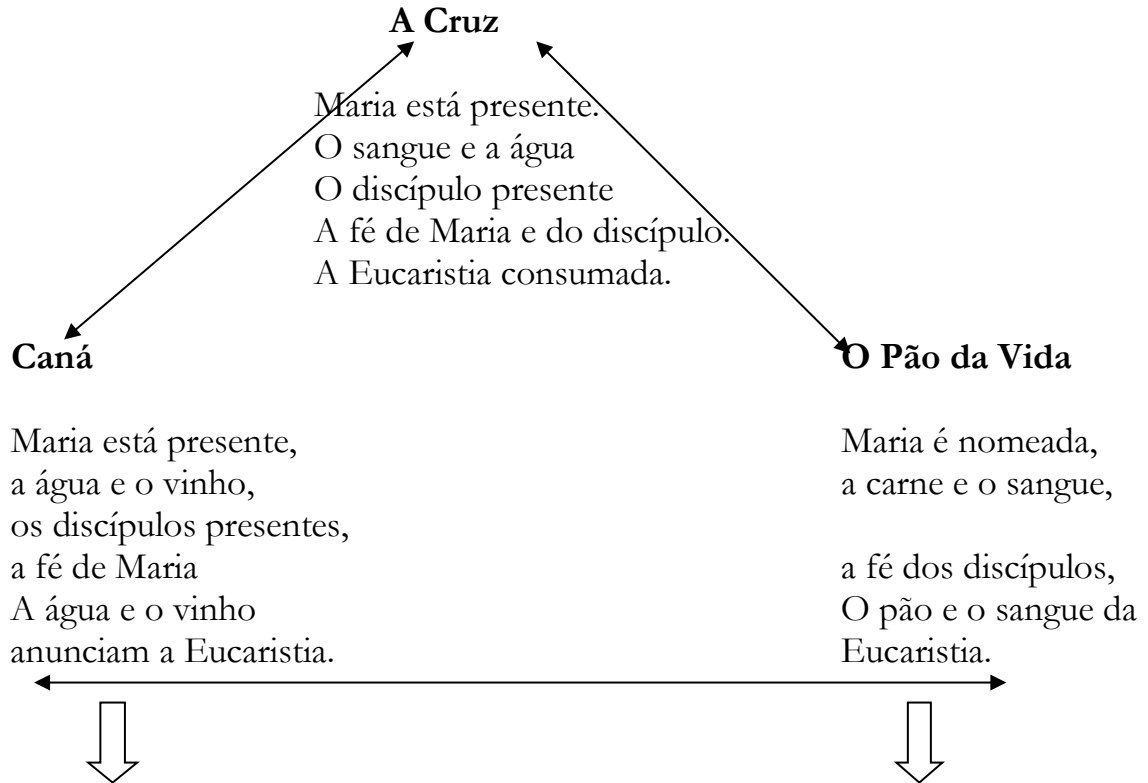 A Cruz
Maria está presente.
O sangue e a água
O discípulo presente
A fé de Maria e do discípulo.
A Eucaristia consumada.
Caná
Maria está presente,
a água e o vinho,
os discípulos presentes,
a fé de Maria
A água e o vinho
anunciam a Eucaristia.
O Pão da Vida
Maria é nomeada,
a carne e o sangue,
a fé dos discípulos,
O pão e o sangue da
Eucaristia.